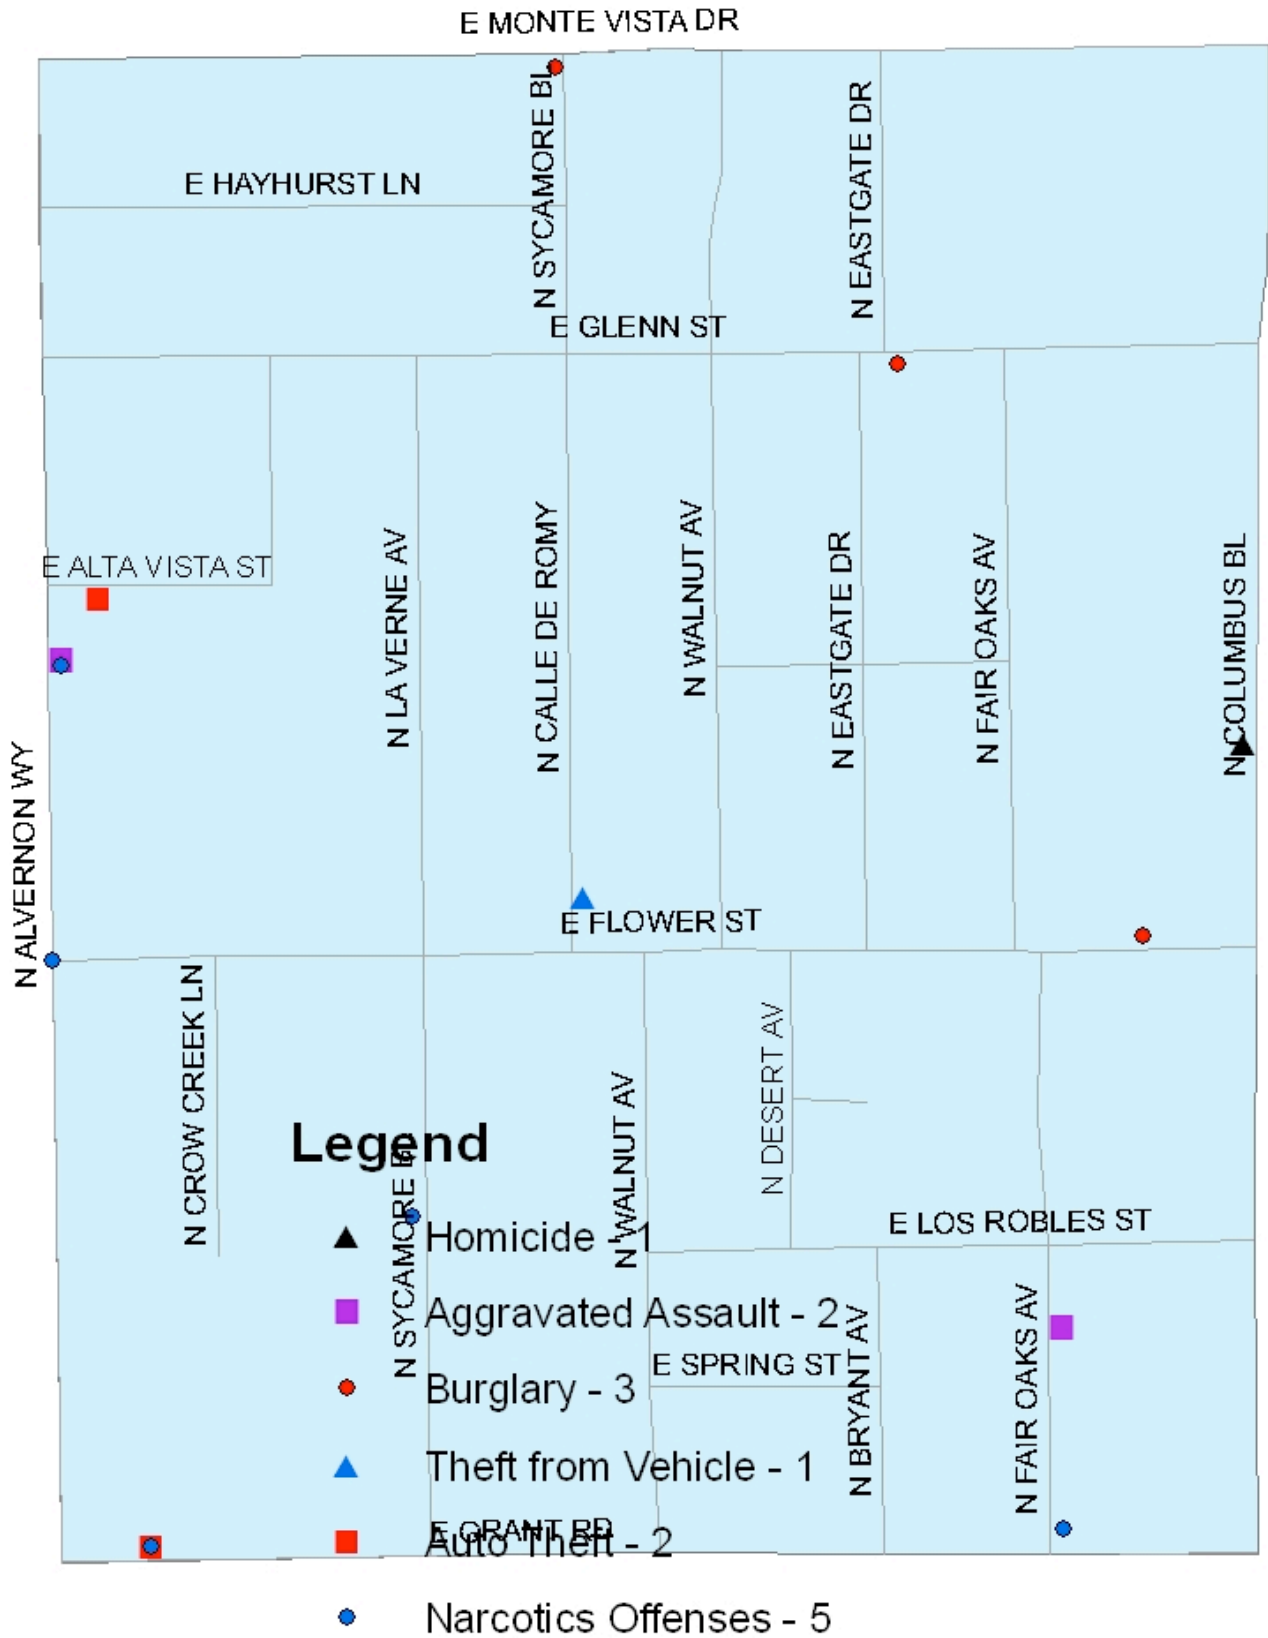 E MONTE VISTA DR
N SYCAMORE BL
N EASTGATE DR
E HAYHURST LN
E GLENN ST
E ALTA VISTA ST
N LA VERNE AV
N CALLE DE ROMY
N WALNUT AV
N EASTGATE DR
N FAIR OAKS AV
N COLUMBUS BL
N ALVERNON WY
E FLOWER ST
N CROW CREEK LN
N SYCAMORE BL
N WALNUT AV
N DESERT AV
E LOS ROBLES ST
E SPRING ST
N BRYANT AV
N FAIR OAKS AV
E GRANT RD
Legend
Homicide - 1
Aggravated Assault - 2
Burglary - 3
Theft from Vehicle - 1
Auto Theft - 2
Narcotics Offenses - 5